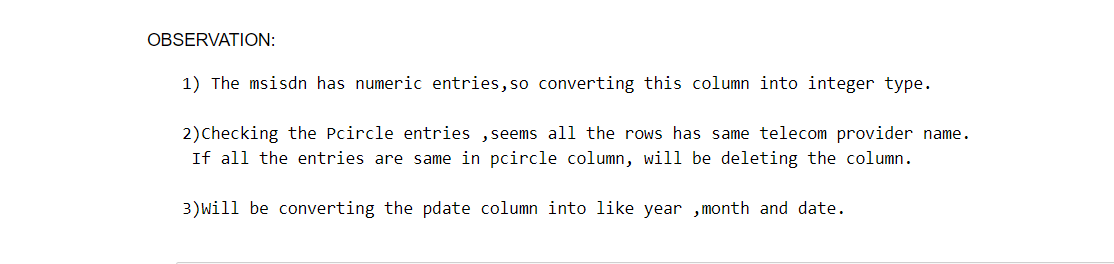 OBSERVATION:
1) The msisdn has numeric entries,so converting this column into integer type.
2)Checking the Pcircle entries ,seems all the rows has same telecom provider name.
If all the entries are same in pcircle column, will be deleting the column.
3)Will be converting the pdate column into like year ,month and date.